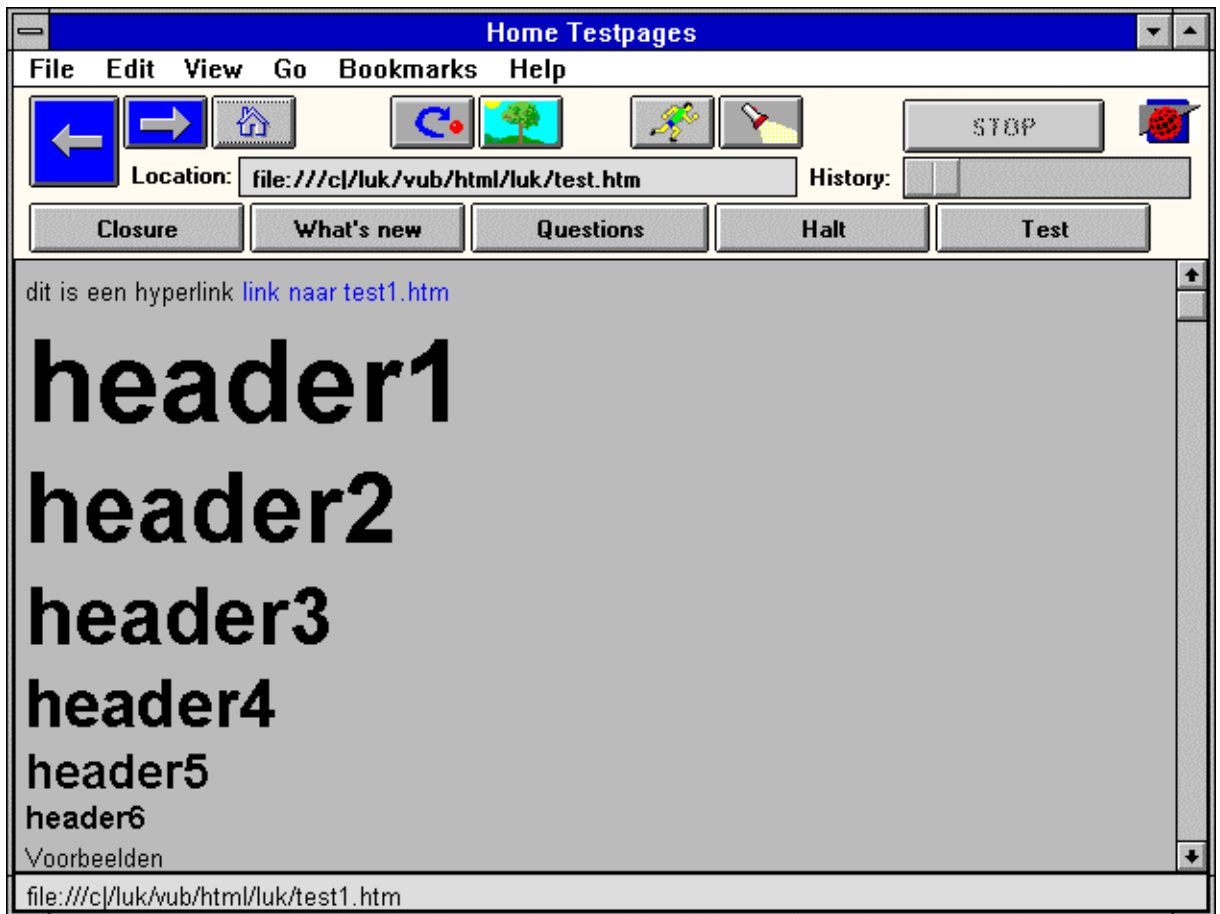 Home Testpages
File Edit View Go Bookmarks Help
STOP
Location: file:///c|/luk/vub/html/luk/test.htm History:
Closure What's new Questions Halt Test
dit is een hyperlink link naar test1.htm
header1
header2
header3
header4
header5
header6
Voorbeelden
file:///c|/luk/vub/html/luk/test1.htm